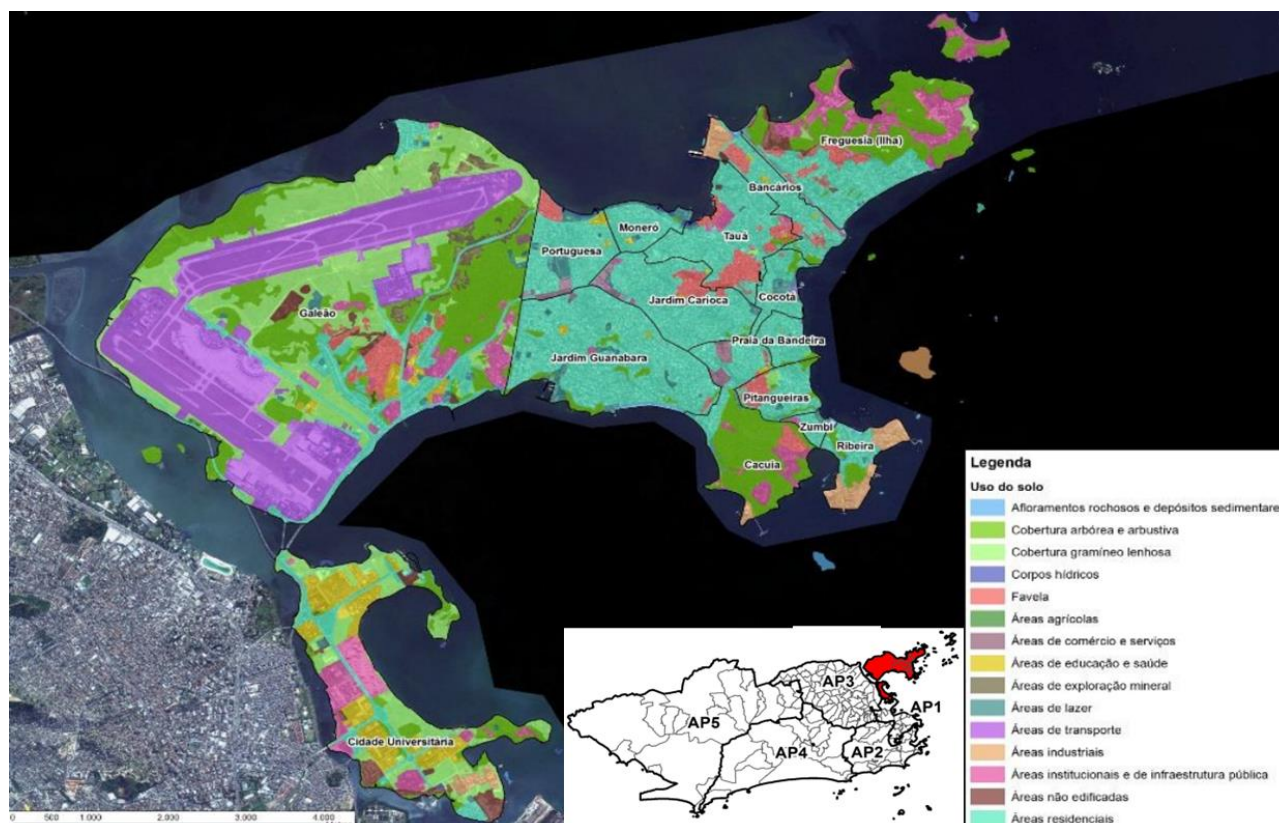 Freguesia (Ilha)
Bancários
Moneró
Tauá
Portuguesa
Jardim Carioca
Cocotá
Galeão
Praia da Bandeira
Jardim Guanabara
Pitangueiras
Zumbi
Ribeira
Cacuia
Cidade Universitária
0 500 1.000 2.000 3.000 4.000
AP3
AP1
AP5
AP4
AP2
Legenda
Uso do solo
Afloramentos rochosos e depósitos sedimentare
Cobertura arbórea e arbustiva
Cobertura gramíneo lenhosa
Corpos hídricos
Favela
Áreas agrícolas
Áreas de comércio e serviços
Áreas de educação e saúde
Áreas de exploração mineral
Áreas de lazer
Áreas de transporte
Áreas industriais
Áreas institucionais e de infraestrutura pública
Áreas não edificadas
Áreas residenciais